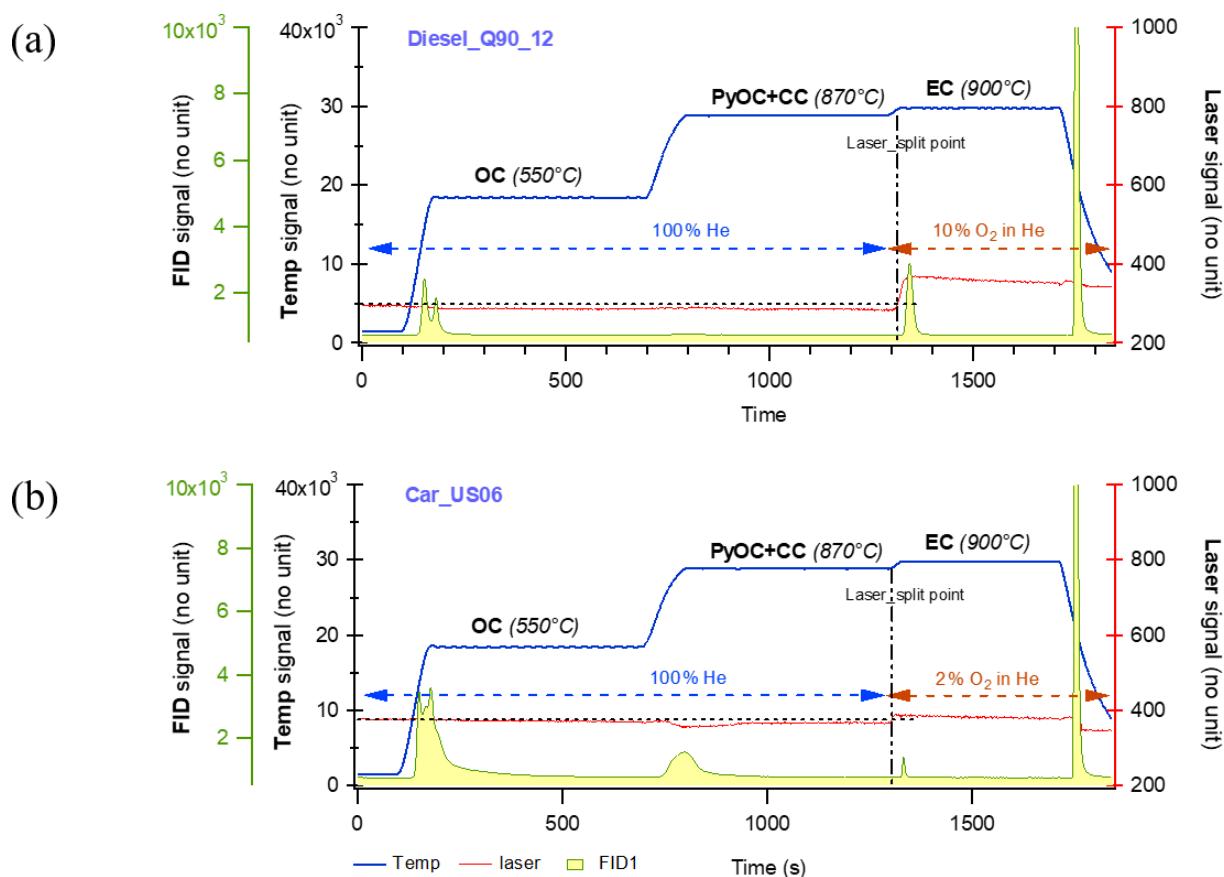 (a)
Diesel_Q90_12
10x10³
8
6
4
2
FID signal (no unit)
40x10³
30
20
10
0
Temp signal (no unit)
1000
800
600
400
200
Laser signal (no unit)
OC (550°C)
PyOC+CC (870°C)
EC (900°C)
Laser_split point
100% He
10% O₂ in He
0
500
1000
1500
Time
(b)
Car_US06
10x10³
8
6
4
2
FID signal (no unit)
40x10³
30
20
10
0
Temp signal (no unit)
1000
800
600
400
200
Laser signal (no unit)
OC (550°C)
PyOC+CC (870°C)
EC (900°C)
Laser_split point
100% He
2% O₂ in He
0
500
1000
1500
Temp laser FID1 Time (s)